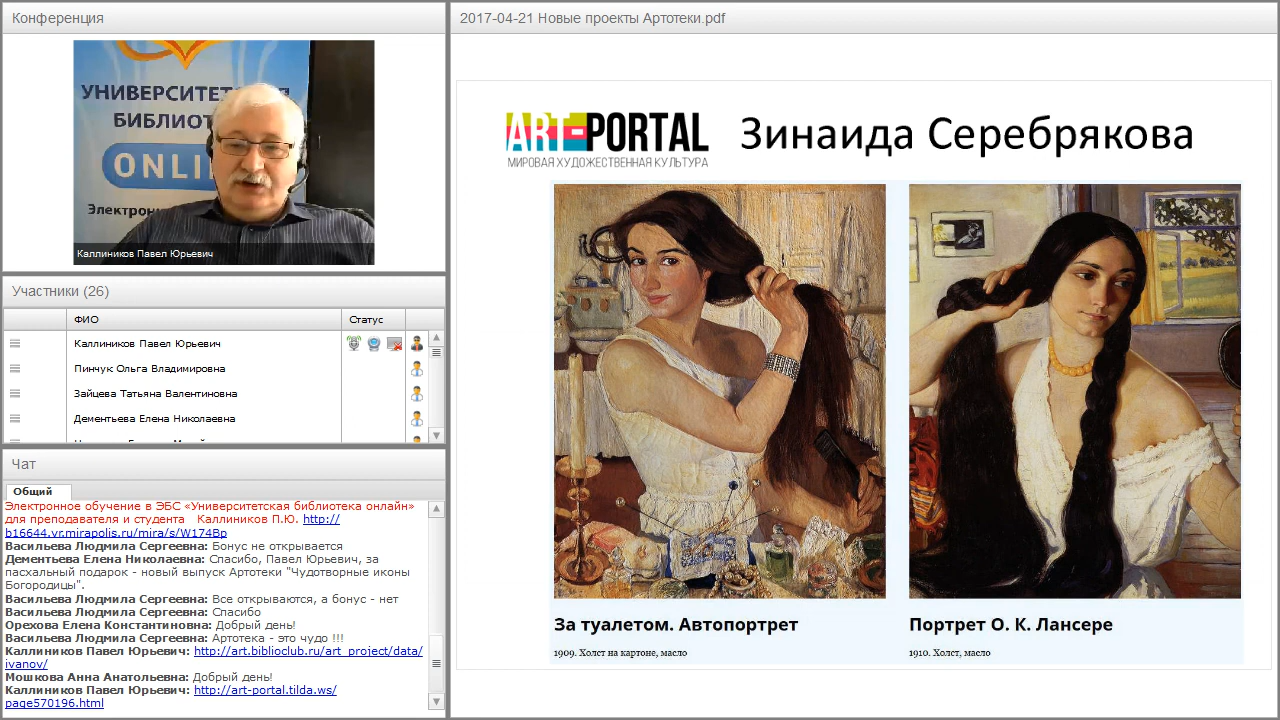 Конференция
УНИВЕРСИТЕТ
БИБЛИОТ
ONLI
Электрон
Каллиников Павел Юрьевич
Участники (26)
ФИО
Статус
Каллиников Павел Юрьевич
Пинчук Ольга Владимировна
Зайцева Татьяна Валентиновна
Дементьева Елена Николаевна
Чат
Общий
Электронное обучение в ЭБС «Университетская библиотека онлайн»
для преподавателя и студента Каллиников П.Ю. http://
b16644.vr.mirapolis.ru/mira/s/W174Bp
Васильева Людмила Сергеевна: Бонус не открывается
Дементьева Елена Николаевна: Спасибо, Павел Юрьевич, за
пасхальный подарок - новый выпуск Артотеки "Чудотворные иконы
Богородицы".
Васильева Людмила Сергеевна: Все открываются, а бонус - нет
Васильева Людмила Сергеевна: Спасибо
Орехова Елена Константиновна: Добрый день!
Васильева Людмила Сергеевна: Артотека - это чудо !!!
Каллиников Павел Юрьевич: http://art.biblioclub.ru/art_project/data/
ivanov/
Мошкова Анна Анатольевна: Добрый день!
Каллиников Павел Юрьевич: http://art-portal.tilda.ws/
page570196.html
2017-04-21 Новые проекты Артотеки.pdf
ART-PORTAL
МИРОВАЯ ХУДОЖЕСТВЕННАЯ КУЛЬТУРА
Зинаида Серебрякова
За туалетом. Автопортрет
1909. Холст на картоне, масло
Портрет О. К. Лансере
1910. Холст, масло